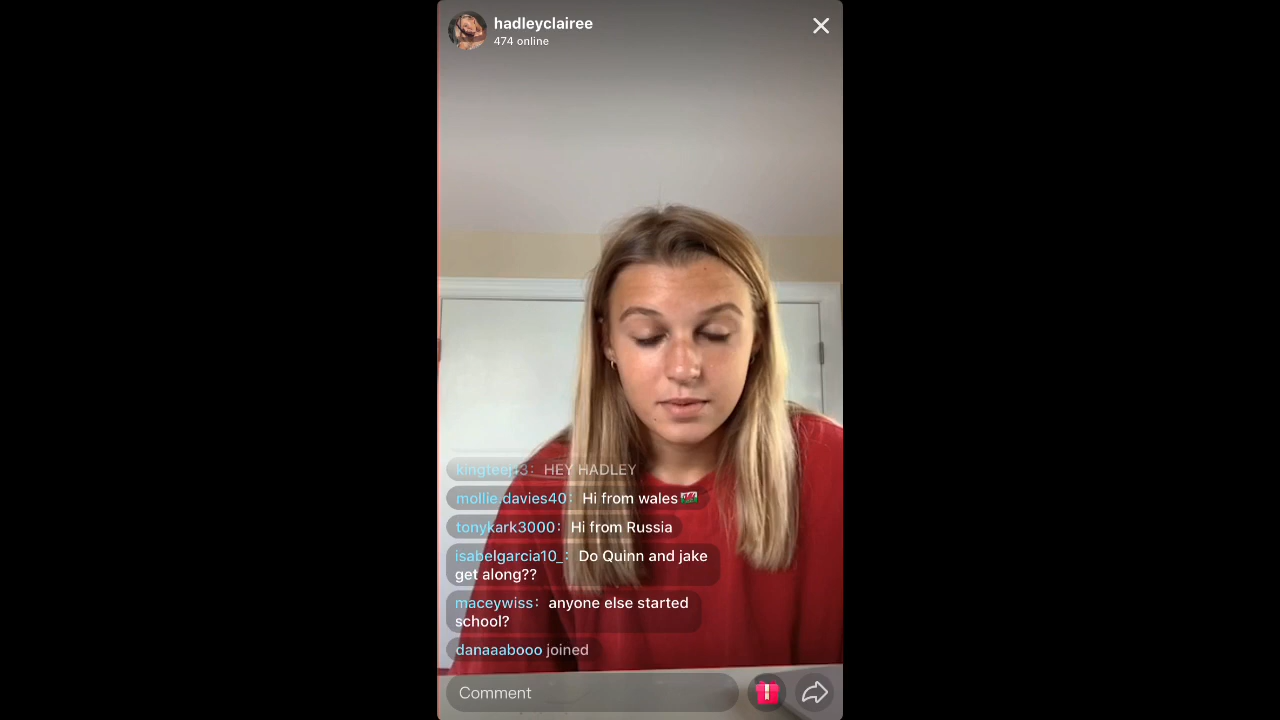 hadleyclairee
474 online
HEY HADLEY
mollie.davies40: Hi from wales
tonykark3000: Hi from Russia
isabelgarcia10_: Do Quinn and jake
get along??
maceywiss: anyone else started
school?
danaaabooo joined
Comment